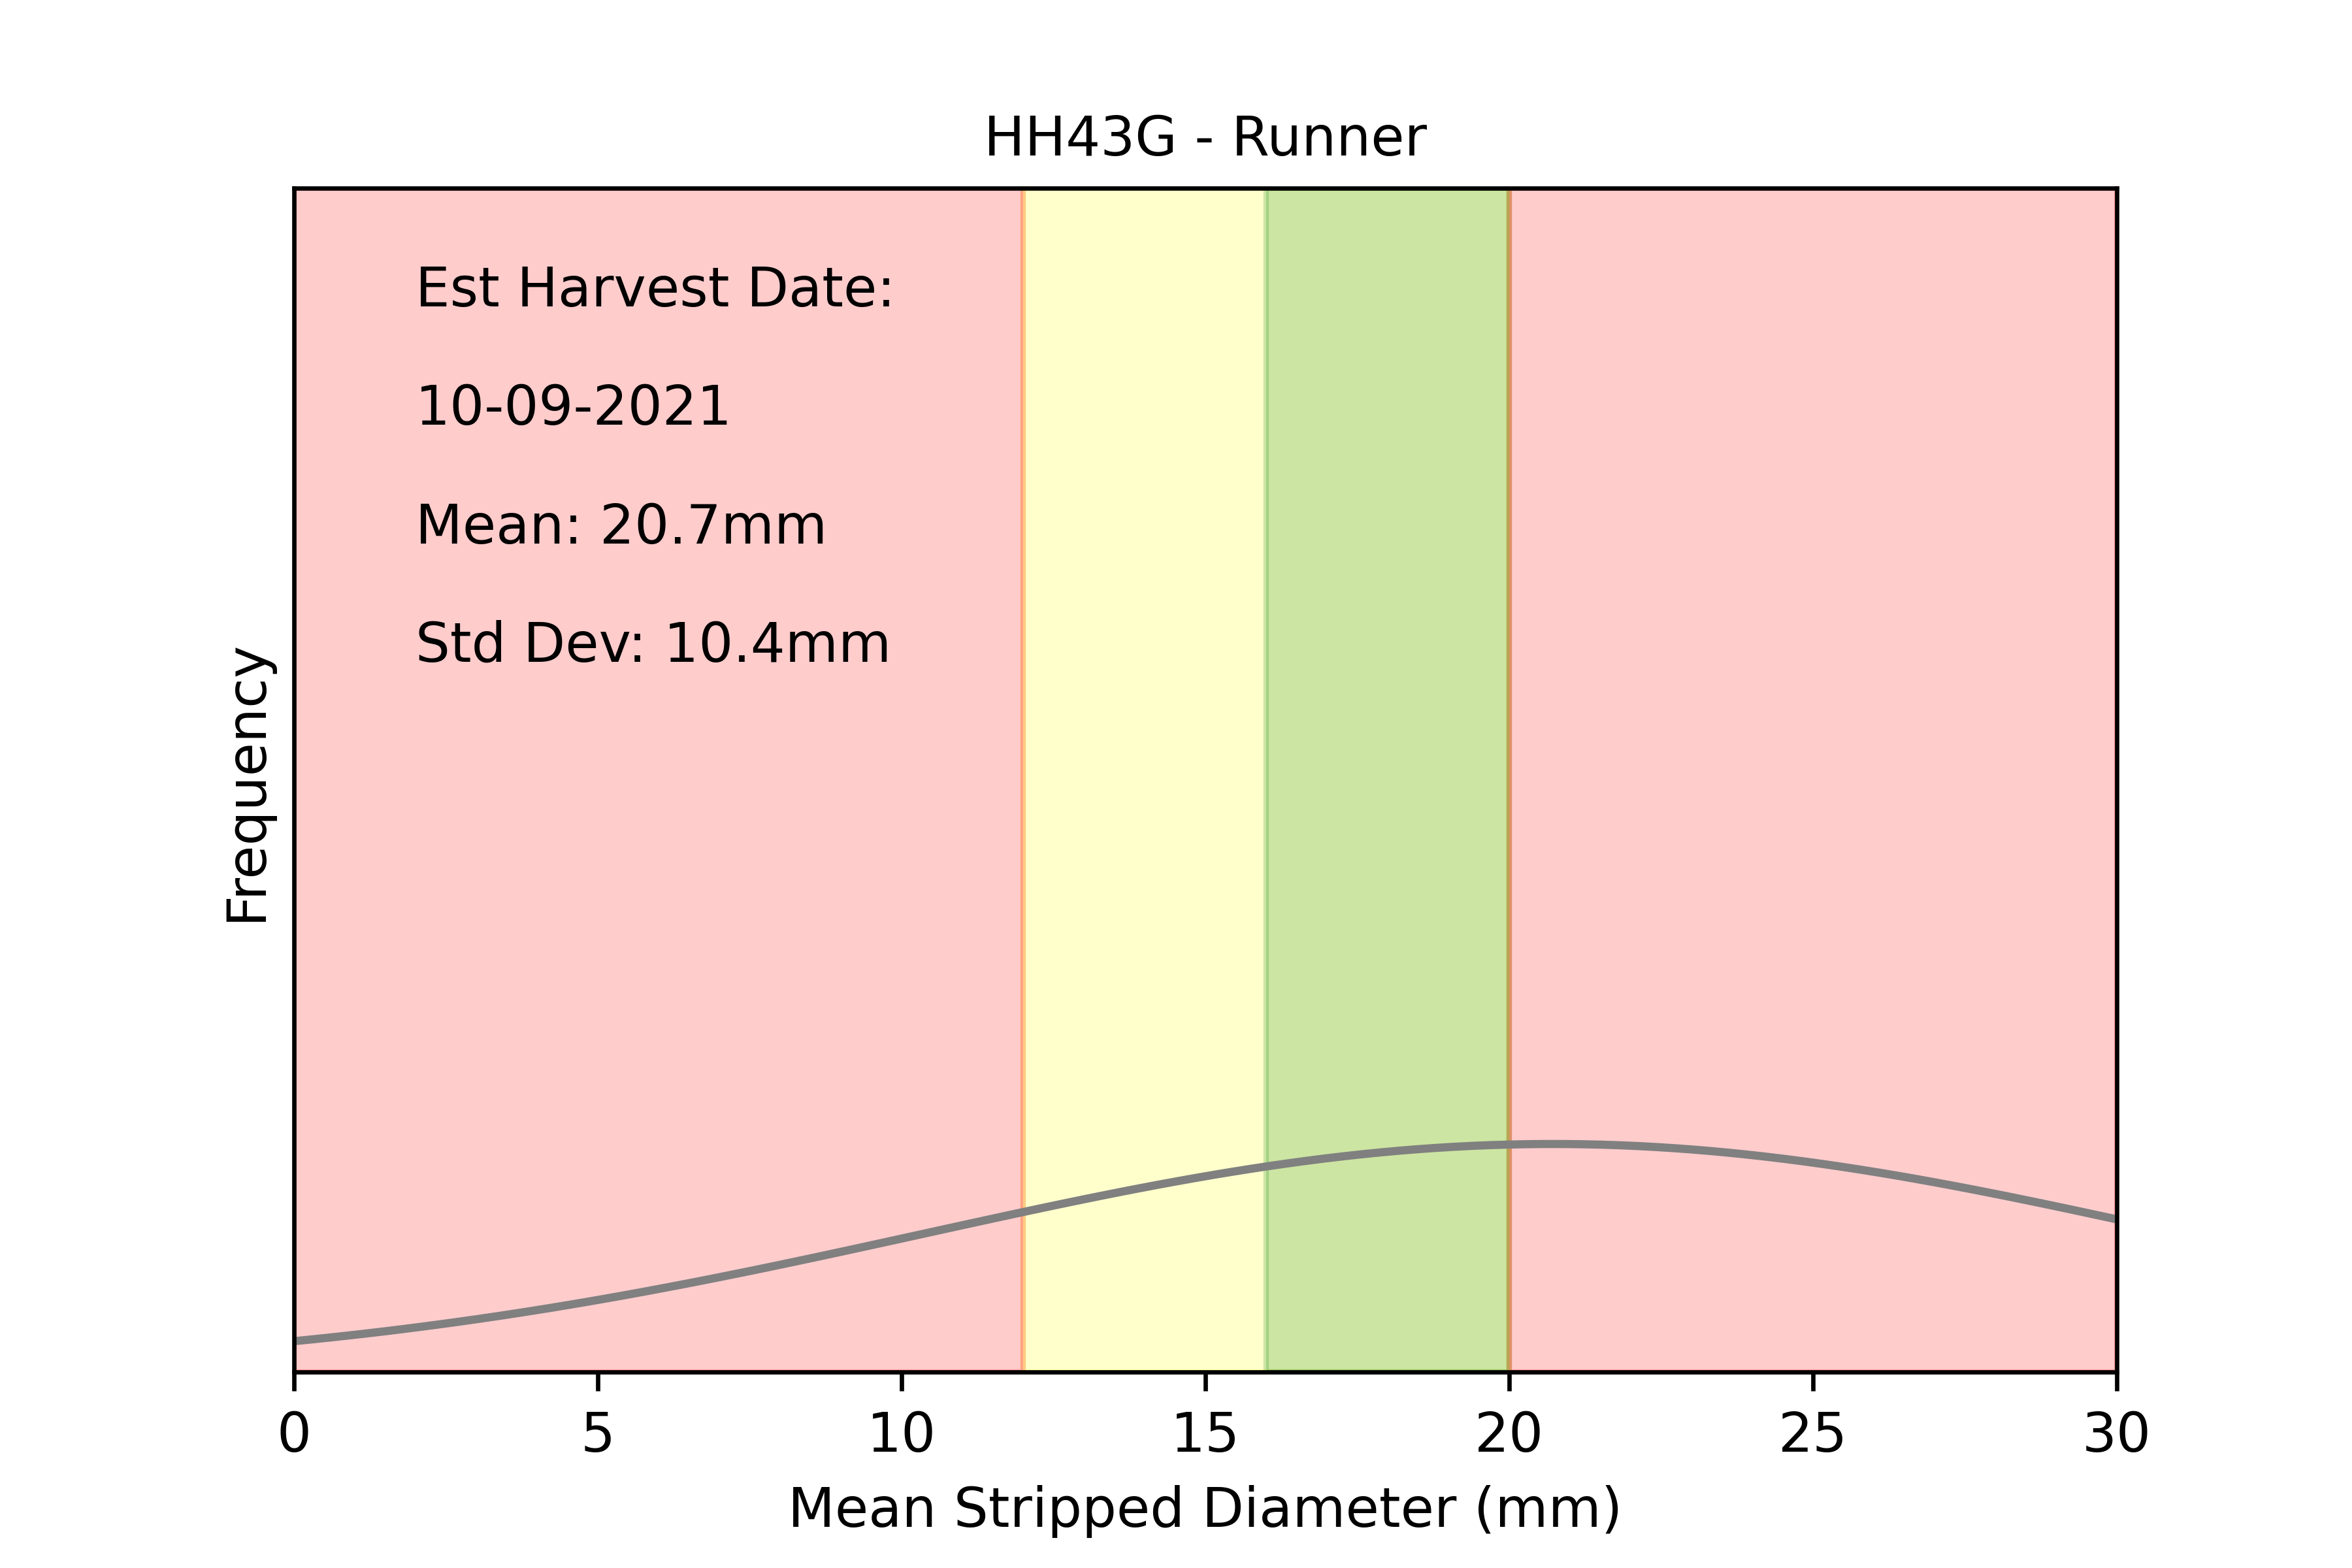 HH43G - Runner
Est Harvest Date:
10-09-2021
Mean: 20.7mm
Std Dev: 10.4mm
Frequency
0 5 10 15 20 25 30
Mean Stripped Diameter (mm)